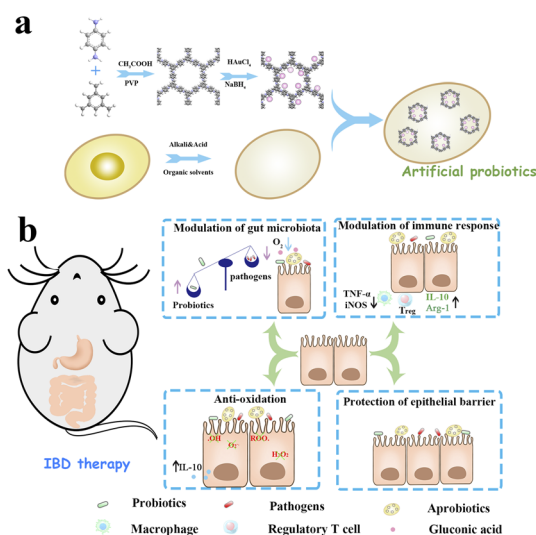 a
+
CH3COOH
PVP
HAuCl4
NaBH4
Alkali&Acid
Organic solvents
Artificial probiotics
b
Modulation of gut microbiota
O2
pathogens
Probiotics
Modulation of immune response
TNF-α
iNOS
Treg
IL-10
Arg-1
Anti-oxidation
.OH
O2-
ROO.
H2O2
IL-10
Protection of epithelial barrier
IBD therapy
Probiotics
Pathogens
Aprobiotics
Macrophage
Regulatory T cell
Gluconic acid